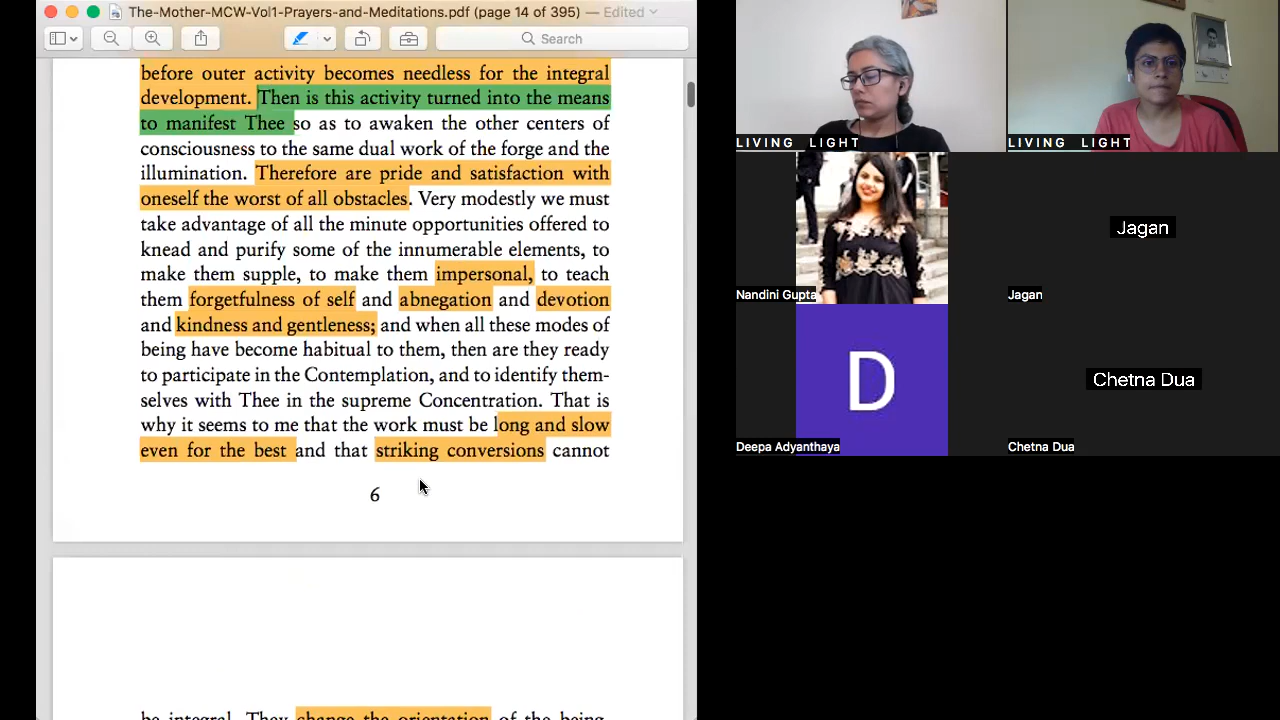 The-Mother-MCW-Vol1-Prayers-and-Meditations.pdf (page 14 of 395) — Edited
Search
before outer activity becomes needless for the integral
development. Then is this activity turned into the means
to manifest Thee so as to awaken the other centers of
consciousness to the same dual work of the forge and the
illumination. Therefore are pride and satisfaction with
oneself the worst of all obstacles. Very modestly we must
take advantage of all the minute opportunities offered to
knead and purify some of the innumerable elements, to
make them supple, to make them impersonal, to teach
them forgetfulness of self and abnegation and devotion
and kindness and gentleness; and when all these modes of
being have become habitual to them, then are they ready
to participate in the Contemplation, and to identify them-
selves with Thee in the supreme Concentration. That is
why it seems to me that the work must be long and slow
even for the best and that striking conversions cannot
6
be integral. They change the orientation of the being,
LIVING LIGHT
LIVING LIGHT
Nandini Gupta
Jagan
Jagan
D
Deepa Adyanthaya
Chetna Dua
Chetna Dua